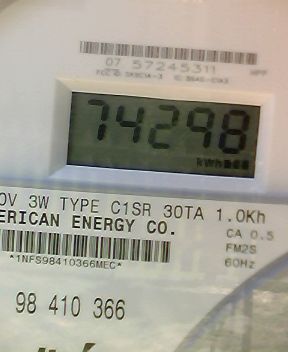 07 57245311
74298
kwh
0V 3W TYPE C1SR 30TA 1.0Kh
ERICAN ENERGY CO.
CA 0.5
FM2S
*1NFS98410366MEC*
60Hz
98 410 366